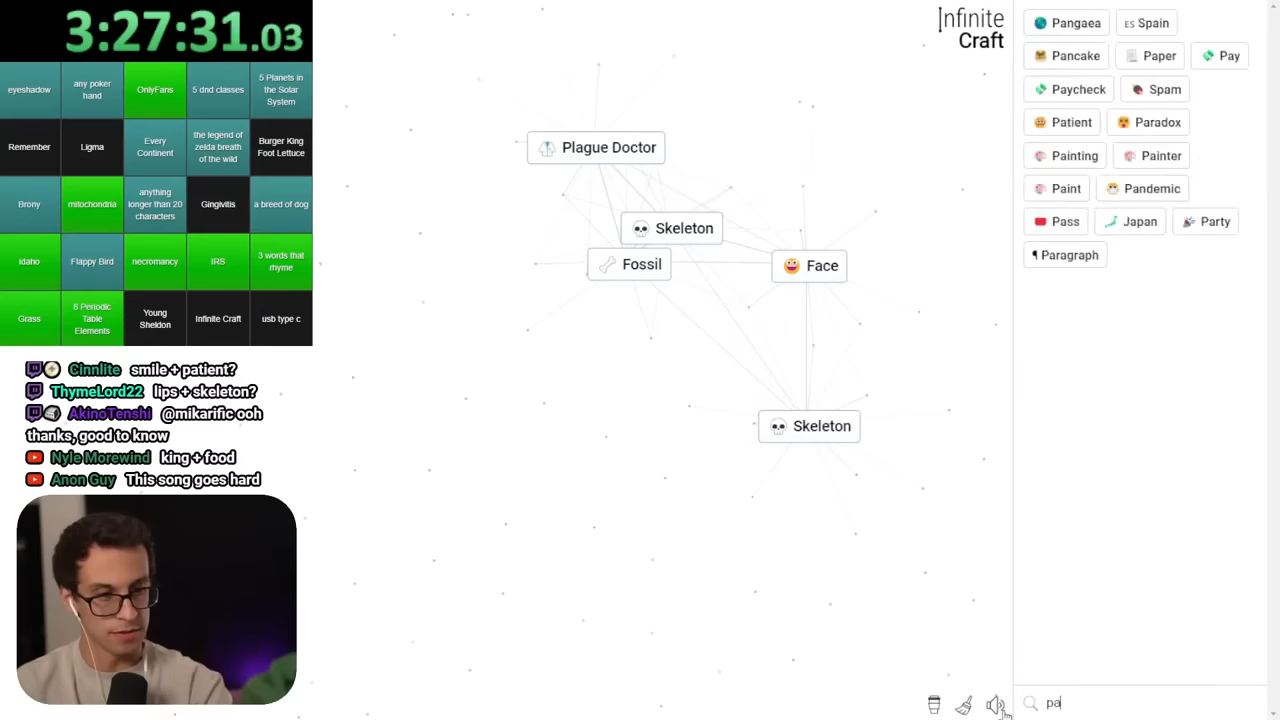 3:27:31.03
eyeshadow
any poker
hand
OnlyFans
5 dnd classes
5 Planets in
the Solar
System
Remember
Ligma
Every
Continent
the legend of
zelda breath
of the wild
Burger King
Foot Lettuce
Brony
mitochondria
anything
longer than 20
characters
Gingivitis
a breed of dog
idaho
Flappy Bird
necromancy
IRS
3 words that
rhyme
Grass
8 Periodic
Table
Elements
Young
Sheldon
Infinite Craft
usb type c
Cinnlite smile + patient?
ThymeLord22 lips + skeleton?
AkinoTenshi @mikarific ooh
thanks, good to know
Nyle Morewind king + food
Anon Guy This song goes hard
Infinite
Craft
Plague Doctor
Skeleton
Fossil
Face
Skeleton
Pangaea
ES Spain
Pancake
Paper
Pay
Paycheck
Spam
Patient
Paradox
Painting
Painter
Paint
Pandemic
Pass
Japan
Party
¶ Paragraph
pa